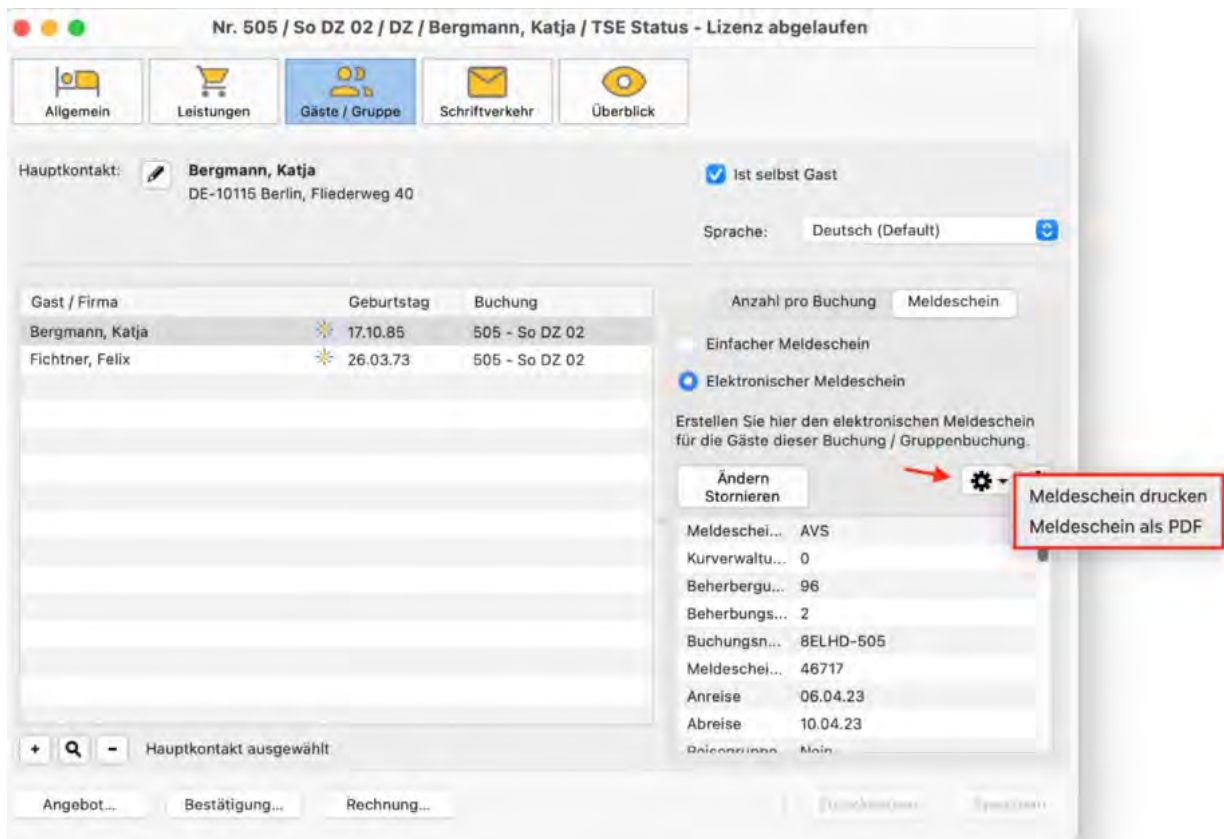 Nr. 505 / So DZ 02 / DZ / Bergmann, Katja / TSE Status - Lizenz abgelaufen
Allgemein Leistungen Gäste / Gruppe Schriftverkehr Überblick
Hauptkontakt: Bergmann, Katja
DE-10115 Berlin, Fliederweg 40
Ist selbst Gast
Sprache: Deutsch (Default)
Gast / Firma Geburtstag Buchung
Bergmann, Katja 17.10.85 505 - So DZ 02
Fichtner, Felix 26.03.73 505 - So DZ 02
Anzahl pro Buchung Meldeschein
Einfacher Meldeschein
Elektronischer Meldeschein
Erstellen Sie hier den elektronischen Meldeschein
für die Gäste dieser Buchung / Gruppenbuchung.
Ändern
Stornieren
Meldeschein drucken
Meldeschein als PDF
Meldeschei... AVS
Kurverwaltu... 0
Beherbergu... 96
Beherbungs... 2
Buchungsn... 8ELHD-505
Meldeschei... 46717
Anreise 06.04.23
Abreise 10.04.23
Reisegruppe Nein
+ - Hauptkontakt ausgewählt
Angebot... Bestätigung... Rechnung...